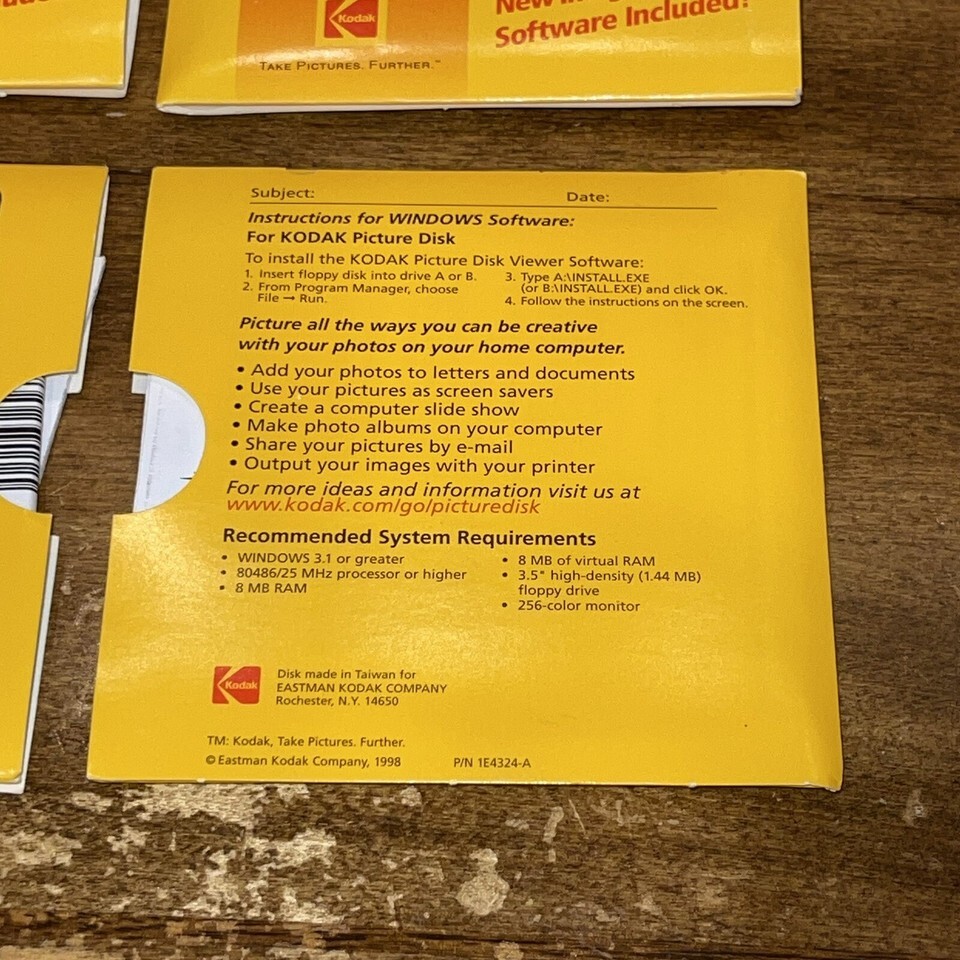 Kodak
TAKE PICTURES. FURTHER.™
Software Included!
Subject: Date:
Instructions for WINDOWS Software:
For KODAK Picture Disk
To install the KODAK Picture Disk Viewer Software:
1. Insert floppy disk into drive A or B.
2. From Program Manager, choose
File → Run.
3. Type A:\INSTALL.EXE
(or B:\INSTALL.EXE) and click OK.
4. Follow the instructions on the screen.
Picture all the ways you can be creative
with your photos on your home computer.
• Add your photos to letters and documents
• Use your pictures as screen savers
• Create a computer slide show
• Make photo albums on your computer
• Share your pictures by e-mail
• Output your images with your printer
For more ideas and information visit us at
www.kodak.com/go/picturedisk
Recommended System Requirements
• WINDOWS 3.1 or greater
• 80486/25 MHz processor or higher
• 8 MB RAM
• 8 MB of virtual RAM
• 3.5" high-density (1.44 MB)
floppy drive
• 256-color monitor
Kodak
Disk made in Taiwan for
EASTMAN KODAK COMPANY
Rochester, N.Y. 14650
TM: Kodak, Take Pictures. Further.
© Eastman Kodak Company, 1998 P/N 1E4324-A